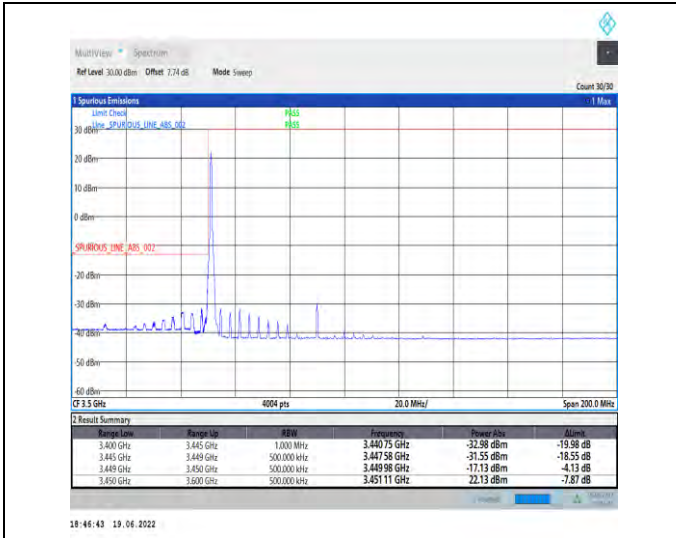 MultiView Spectrum
Ref Level 30.00 dBm Offset 7.74 dB Mode Sweep
Count 30/30
1 Spurious Emissions 1 Max
Limit Check PASS
Line _SPURIOUS_LINE_ABS_002 PASS
30 dBm
20 dBm
10 dBm
0 dBm
_SPURIOUS_LINE_ABS_002
-20 dBm
-30 dBm
-40 dBm
-50 dBm
-60 dBm
CF 3.5 GHz 4004 pts 20.0 MHz/ Span 200.0 MHz
2 Result Summary
Range Low Range Up RBW Frequency Power Abs ΔLimit
3.400 GHz 3.445 GHz 1.000 MHz 3.440 75 GHz -32.98 dBm -19.98 dB
3.445 GHz 3.449 GHz 500.000 kHz 3.447 58 GHz -31.55 dBm -18.55 dB
3.449 GHz 3.450 GHz 500.000 kHz 3.449 98 GHz -17.13 dBm -4.13 dB
3.450 GHz 3.600 GHz 500.000 kHz 3.451 11 GHz 22.13 dBm -7.87 dB
18:46:43 19.06.2022